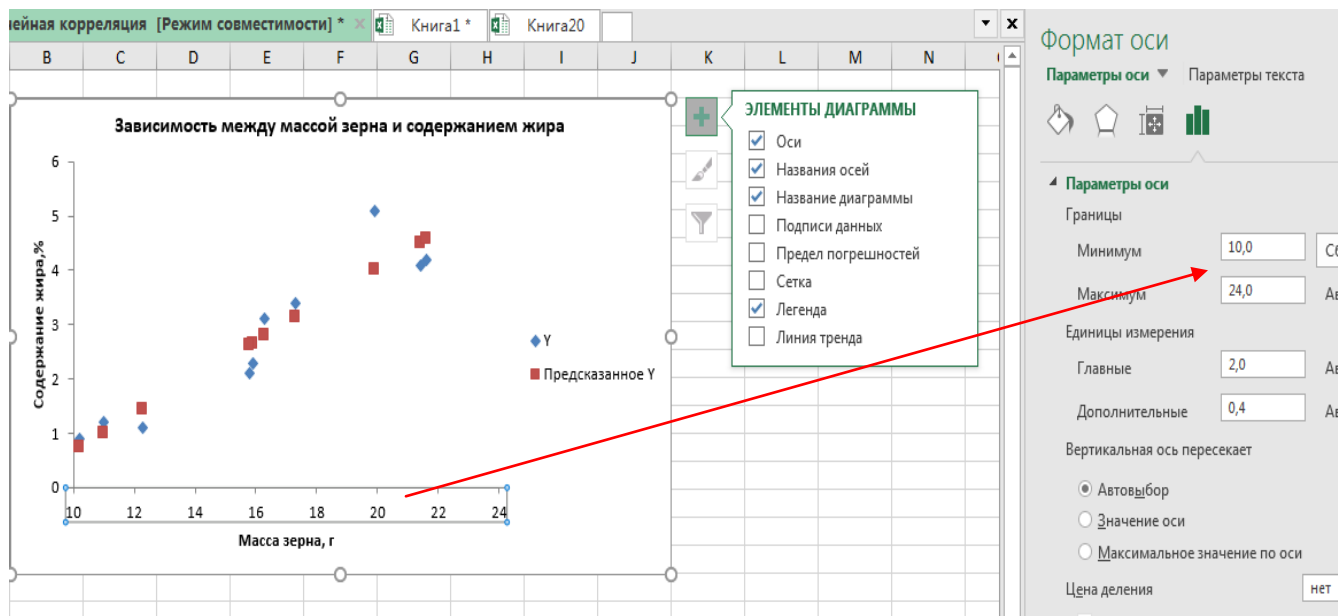 ейная корреляция [Режим совместимости] *
Книга1 *
Книга20
B C D E F G H I J K L M N
Зависимость между массой зерна и содержанием жира
6
5
4
3
2
1
0
Содержание жира,%
10 12 14 16 18 20 22 24
Масса зерна, г
Y
Предсказанное Y
ЭЛЕМЕНТЫ ДИАГРАММЫ
Оси
Названия осей
Название диаграммы
Подписи данных
Предел погрешностей
Сетка
Легенда
Линия тренда
Формат оси
Параметры оси Параметры текста
Параметры оси
Границы
Минимум 10,0
Максимум 24,0 Ав
Единицы измерения
Главные 2,0 Ав
Дополнительные 0,4 Ав
Вертикальная ось пересекает
Автовыбор
Значение оси
Максимальное значение по оси
Цена деления нет